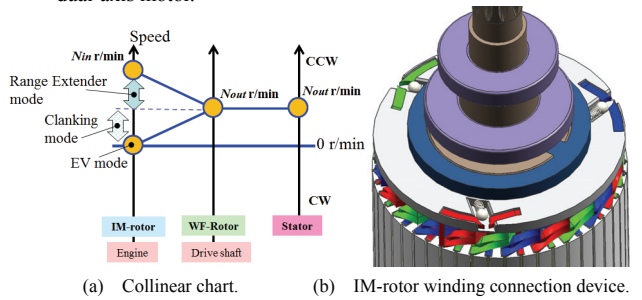 dual-axis motor.
Speed
Nin r/min
CCW
Range Extender
mode
Nout r/min
Nout r/min
Clanking
mode
0 r/min
EV mode
CW
IM-rotor
WF-Rotor
Stator
Engine
Drive shaft
(a) Collinear chart.
(b) IM-rotor winding connection device.